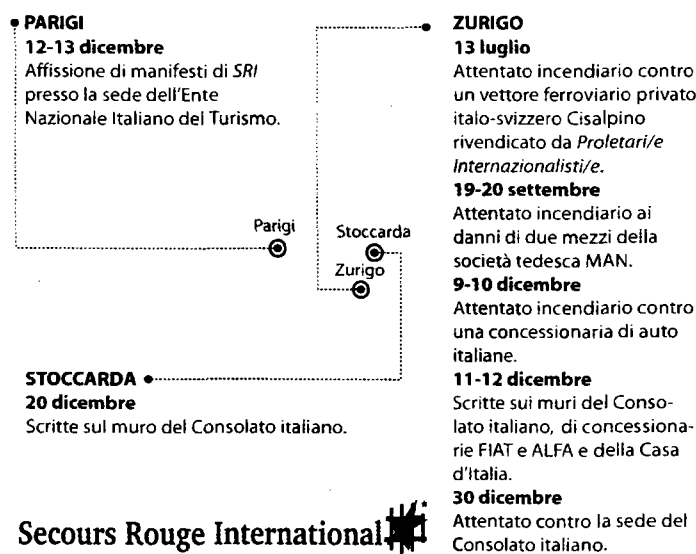 PARIGI
12-13 dicembre
Affissione di manifesti di SRI
presso la sede dell'Ente
Nazionale Italiano del Turismo.
Parigi
Stoccarda
Zurigo
STOCCARDA
20 dicembre
Scritte sul muro del Consolato italiano.
Secours Rouge International
ZURIGO
13 luglio
Attentato incendiario contro
un vettore ferroviario privato
italo-svizzero Cisalpino
rivendicato da Proletari/e
Internazionalisti/e.
19-20 settembre
Attentato incendiario ai
danni di due mezzi della
società tedesca MAN.
9-10 dicembre
Attentato incendiario contro
una concessionaria di auto
italiane.
11-12 dicembre
Scritte sui muri del Conso-
lato italiano, di concessiona-
rie FIAT e ALFA e della Casa
d'Italia.
30 dicembre
Attentato contro la sede del
Consolato italiano.